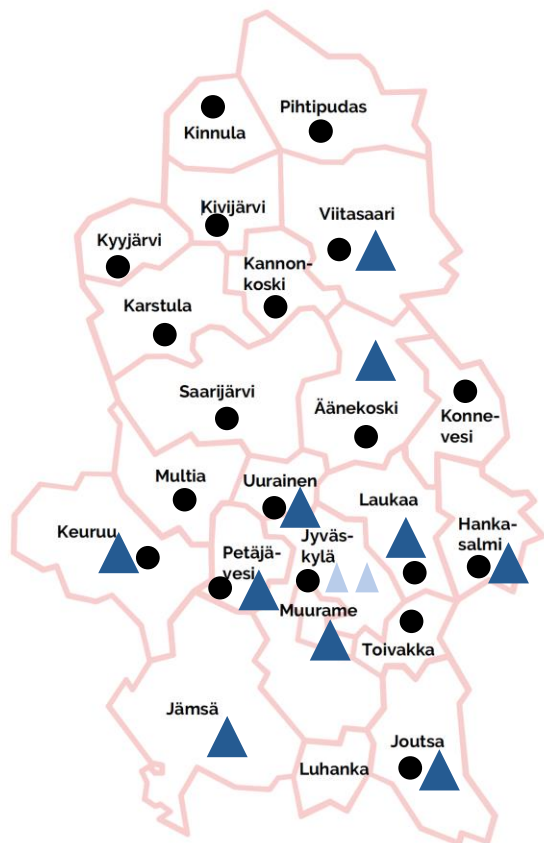 Pihtipudas
Kinnula
Kivijärvi
Viitasaari
Kyyjärvi
Kannon-
koski
Karstula
Saarijärvi
Äänekoski
Konne-
vesi
Multia
Uurainen
Laukaa
Hanka-
salmi
Keuruu
Jyväs-
kylä
Petäjä-
vesi
Muurame
Toivakka
Jämsä
Joutsa
Luhanka